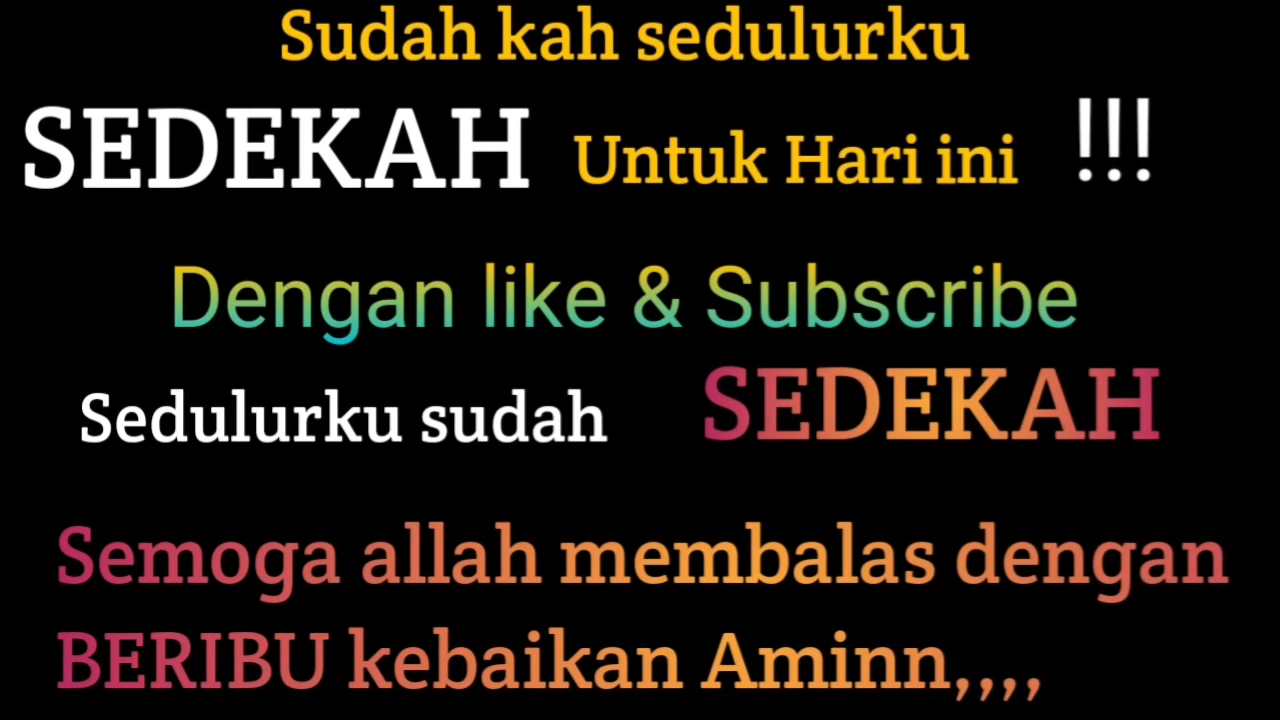 Sudah kah sedulurku
SEDEKAH Untuk Hari ini !!!
Dengan like & Subscribe
Sedulurku sudah SEDEKAH
Semoga allah membalas dengan
BERIBU kebaikan Aminn,,,,